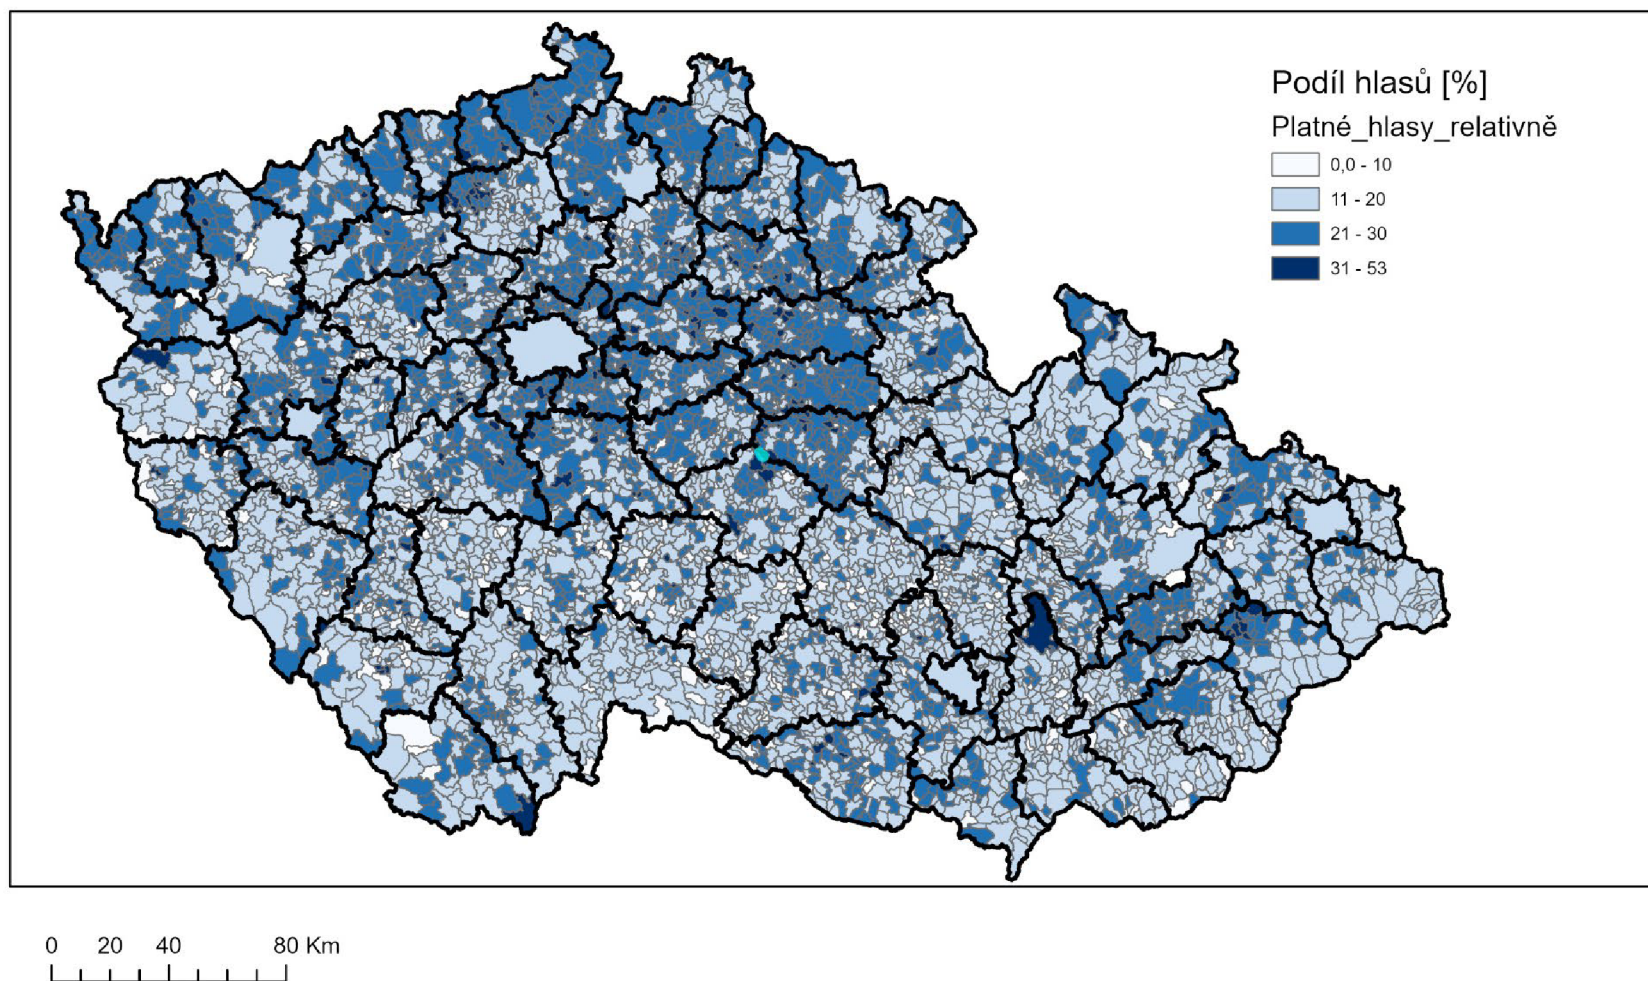 Podíl hlasů [%]
Platné_hlasy_relativně
0,0 - 10
11 - 20
21 - 30
31 - 53
0 20 40 80 Km